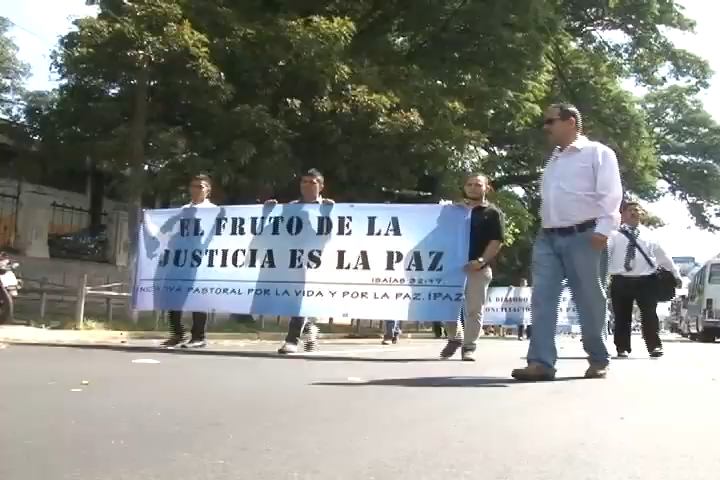 EL FRUTO DE LA
JUSTICIA ES LA PAZ
ISAIAS 32:17
INICIATIVA PASTORAL POR LA VIDA Y POR LA PAZ. IPAZ